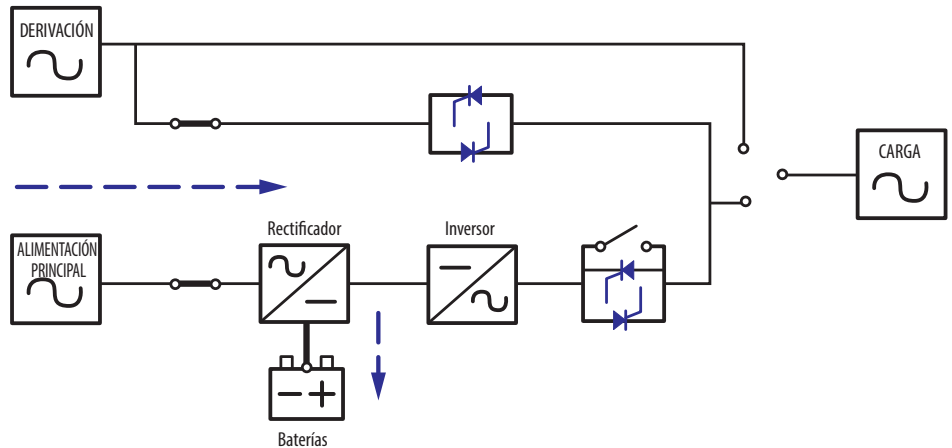 DERIVACIÓN
CARGA
Rectificador
Inversor
ALIMENTACIÓN
PRINCIPAL
Baterías